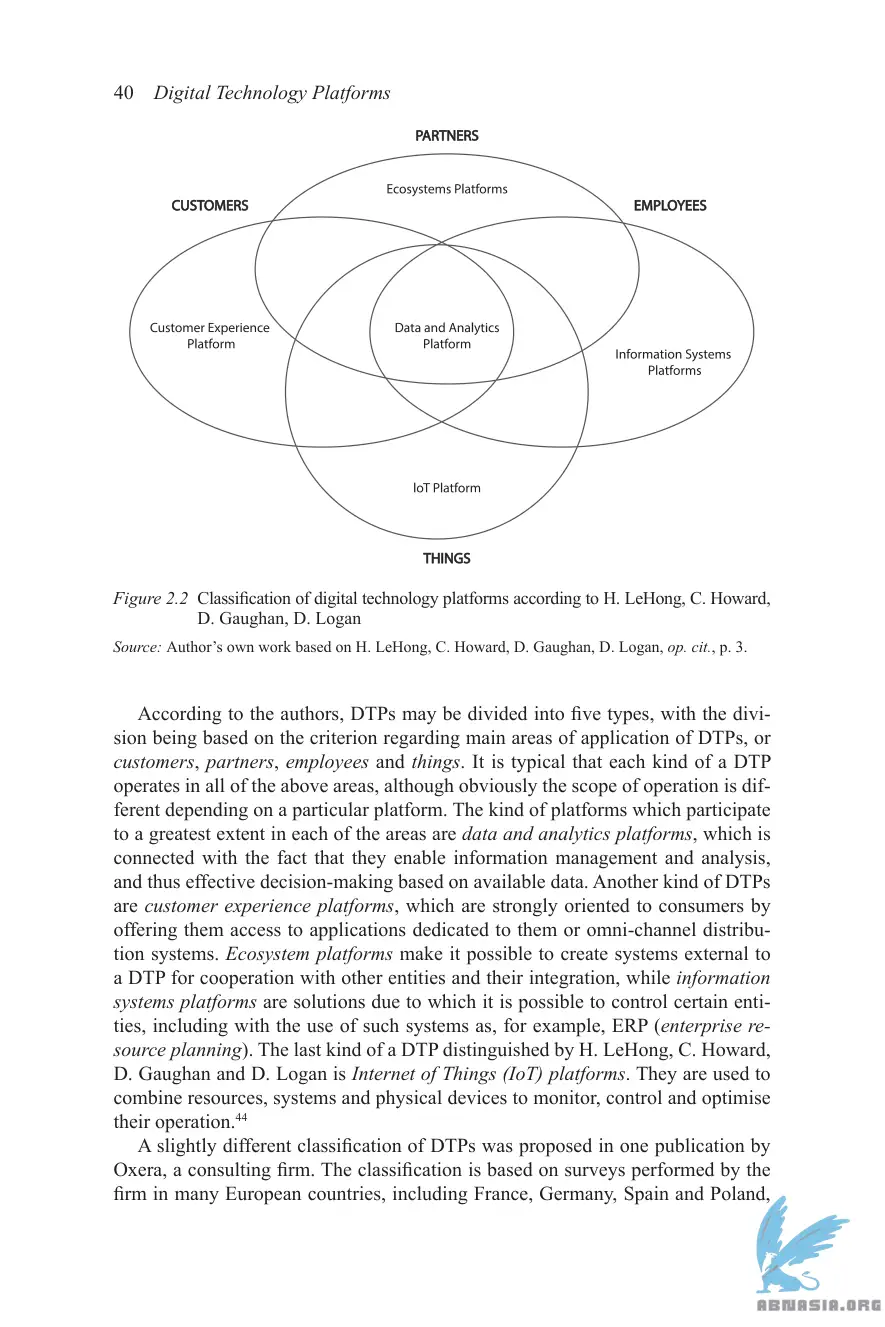 40 Digital Technology Platforms
PARTNERS
Ecosystems Platforms
CUSTOMERS
EMPLOYEES
Customer Experience
Platform
Data and Analytics
Platform
Information Systems
Platforms
IoT Platform
THINGS
Figure 2.2 Classification of digital technology platforms according to H. LeHong, C. Howard,
D. Gaughan, D. Logan
Source: Author’s own work based on H. LeHong, C. Howard, D. Gaughan, D. Logan, op. cit., p. 3.
According to the authors, DTPs may be divided into five types, with the divi-
sion being based on the criterion regarding main areas of application of DTPs, or
customers, partners, employees and things. It is typical that each kind of a DTP
operates in all of the above areas, although obviously the scope of operation is dif-
ferent depending on a particular platform. The kind of platforms which participate
to a greatest extent in each of the areas are data and analytics platforms, which is
connected with the fact that they enable information management and analysis,
and thus effective decision-making based on available data. Another kind of DTPs
are customer experience platforms, which are strongly oriented to consumers by
offering them access to applications dedicated to them or omni-channel distribu-
tion systems. Ecosystem platforms make it possible to create systems external to
a DTP for cooperation with other entities and their integration, while information
systems platforms are solutions due to which it is possible to control certain enti-
ties, including with the use of such systems as, for example, ERP (enterprise re-
source planning). The last kind of a DTP distinguished by H. LeHong, C. Howard,
D. Gaughan and D. Logan is Internet of Things (IoT) platforms. They are used to
combine resources, systems and physical devices to monitor, control and optimise
their operation.44
A slightly different classification of DTPs was proposed in one publication by
Oxera, a consulting firm. The classification is based on surveys performed by the
firm in many European countries, including France, Germany, Spain and Poland,
ABNASIA.ORG